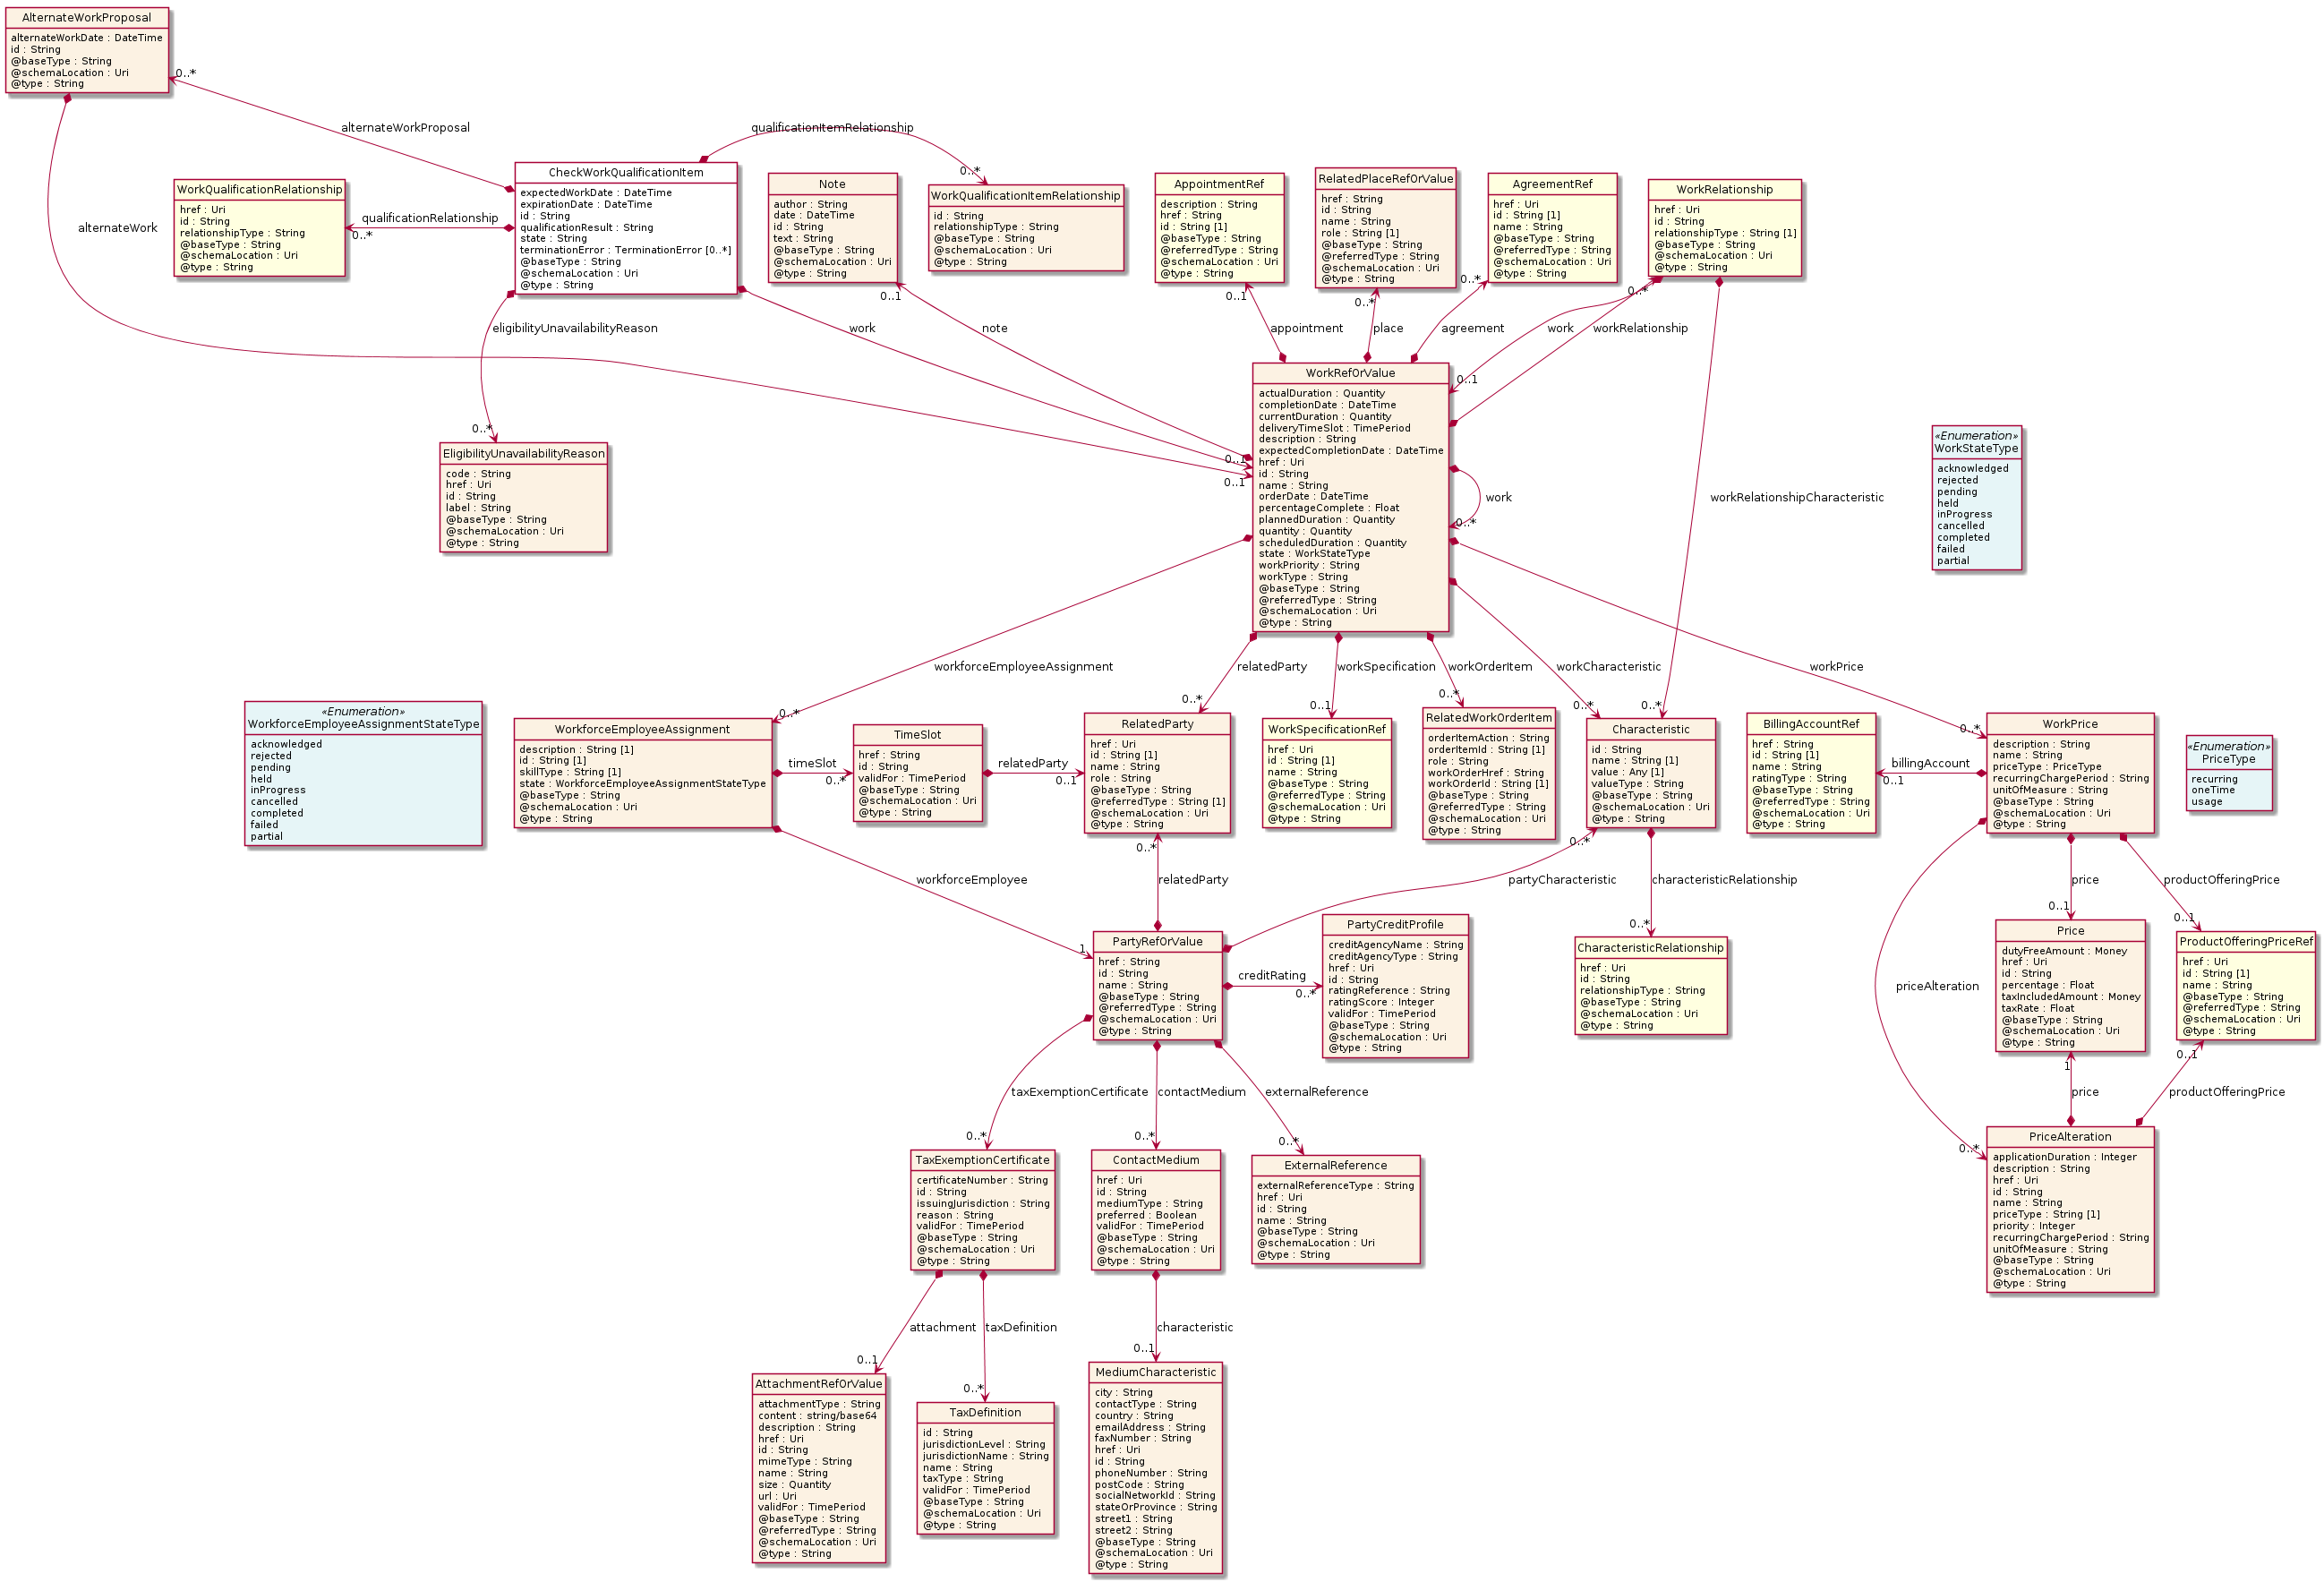 AlternateWorkProposal
alternateWorkDate : DateTime
id : String
@baseType : String
@schemaLocation : Uri
@type : String
0..*
alternateWorkProposal
qualificationItemRelationship
0..*
alternateWork
WorkQualificationRelationship
href : Uri
id : String
relationshipType : String
@baseType : String
@schemaLocation : Uri
@type : String
qualificationRelationship
0..*
CheckWorkQualificationItem
expectedWorkDate : DateTime
expirationDate : DateTime
id : String
qualificationResult : String
state : String
terminationError : TerminationError [0..*]
@baseType : String
@schemaLocation : Uri
@type : String
Note
author : String
date : DateTime
id : String
text : String
@baseType : String
@schemaLocation : Uri
@type : String
0..1
WorkQualificationItemRelationship
id : String
relationshipType : String
@baseType : String
@schemaLocation : Uri
@type : String
AppointmentRef
description : String
href : String
id : String [1]
@baseType : String
@referredType : String
@schemaLocation : Uri
@type : String
0..1
RelatedPlaceRefOrValue
href : String
id : String
name : String
role : String [1]
@baseType : String
@referredType : String
@schemaLocation : Uri
@type : String
0..*
AgreementRef
href : Uri
id : String [1]
name : String
@baseType : String
@referredType : String
@schemaLocation : Uri
@type : String
0..*
WorkRelationship
href : Uri
id : String
relationshipType : String [1]
@baseType : String
@schemaLocation : Uri
@type : String
0..*
eligibilityUnavailabilityReason
work
note
appointment
place
agreement
work
workRelationship
0..1
0..*
EligibilityUnavailabilityReason
code : String
href : Uri
id : String
label : String
@baseType : String
@schemaLocation : Uri
@type : String
0..1
0..1
WorkRefOrValue
actualDuration : Quantity
completionDate : DateTime
currentDuration : Quantity
deliveryTimeSlot : TimePeriod
description : String
expectedCompletionDate : DateTime
href : Uri
id : String
name : String
orderDate : DateTime
percentageComplete : Float
plannedDuration : Quantity
quantity : Quantity
scheduledDuration : Quantity
state : WorkStateType
workPriority : String
workType : String
@baseType : String
@referredType : String
@schemaLocation : Uri
@type : String
work
0..*
workRelationshipCharacteristic
«Enumeration»
WorkStateType
acknowledged
rejected
pending
held
inProgress
cancelled
completed
failed
partial
workforceEmployeeAssignment
relatedParty
workSpecification
workOrderItem
workCharacteristic
workPrice
0..*
0..*
0..1
0..*
0..*
0..*
0..*
«Enumeration»
WorkforceEmployeeAssignmentStateType
acknowledged
rejected
pending
held
inProgress
cancelled
completed
failed
partial
WorkforceEmployeeAssignment
description : String [1]
id : String [1]
skillType : String [1]
state : WorkforceEmployeeAssignmentStateType
@baseType : String
@schemaLocation : Uri
@type : String
timeSlot
0..*
TimeSlot
href : String
id : String
validFor : TimePeriod
@baseType : String
@schemaLocation : Uri
@type : String
relatedParty
0..1
RelatedParty
href : Uri
id : String [1]
name : String
role : String
@baseType : String
@referredType : String [1]
@schemaLocation : Uri
@type : String
0..*
WorkSpecificationRef
href : Uri
id : String [1]
name : String
@baseType : String
@referredType : String
@schemaLocation : Uri
@type : String
RelatedWorkOrderItem
orderItemAction : String
orderItemId : String [1]
role : String
workOrderHref : String
workOrderId : String [1]
@baseType : String
@referredType : String
@schemaLocation : Uri
@type : String
Characteristic
id : String
name : String [1]
value : Any [1]
valueType : String
@baseType : String
@schemaLocation : Uri
@type : String
0..*
BillingAccountRef
href : String
id : String [1]
name : String
ratingType : String
@baseType : String
@referredType : String
@schemaLocation : Uri
@type : String
billingAccount
0..1
WorkPrice
description : String
name : String
priceType : PriceType
recurringChargePeriod : String
unitOfMeasure : String
@baseType : String
@schemaLocation : Uri
@type : String
«Enumeration»
PriceType
recurring
oneTime
usage
workforceEmployee
relatedParty
partyCharacteristic
characteristicRelationship
price
productOfferingPrice
1
0..*
0..1
0..1
PartyRefOrValue
href : String
id : String
name : String
@baseType : String
@referredType : String
@schemaLocation : Uri
@type : String
creditRating
0..*
PartyCreditProfile
creditAgencyName : String
creditAgencyType : String
href : Uri
id : String
ratingReference : String
ratingScore : Integer
validFor : TimePeriod
@baseType : String
@schemaLocation : Uri
@type : String
CharacteristicRelationship
href : Uri
id : String
relationshipType : String
@baseType : String
@schemaLocation : Uri
@type : String
priceAlteration
Price
dutyFreeAmount : Money
href : Uri
id : String
percentage : Float
taxIncludedAmount : Money
taxRate : Float
@baseType : String
@schemaLocation : Uri
@type : String
1
ProductOfferingPriceRef
href : Uri
id : String [1]
name : String
@baseType : String
@referredType : String
@schemaLocation : Uri
@type : String
0..1
taxExemptionCertificate
contactMedium
externalReference
price
productOfferingPrice
0..*
0..*
0..*
0..*
TaxExemptionCertificate
certificateNumber : String
id : String
issuingJurisdiction : String
reason : String
validFor : TimePeriod
@baseType : String
@schemaLocation : Uri
@type : String
ContactMedium
href : Uri
id : String
mediumType : String
preferred : Boolean
validFor : TimePeriod
@baseType : String
@schemaLocation : Uri
@type : String
ExternalReference
externalReferenceType : String
href : Uri
id : String
name : String
@baseType : String
@schemaLocation : Uri
@type : String
PriceAlteration
applicationDuration : Integer
description : String
href : Uri
id : String
name : String
priceType : String [1]
priority : Integer
recurringChargePeriod : String
unitOfMeasure : String
@baseType : String
@schemaLocation : Uri
@type : String
attachment
taxDefinition
characteristic
0..1
0..*
0..1
AttachmentRefOrValue
attachmentType : String
content : string/base64
description : String
href : Uri
id : String
mimeType : String
name : String
size : Quantity
url : Uri
validFor : TimePeriod
@baseType : String
@referredType : String
@schemaLocation : Uri
@type : String
TaxDefinition
id : String
jurisdictionLevel : String
jurisdictionName : String
name : String
taxType : String
validFor : TimePeriod
@baseType : String
@schemaLocation : Uri
@type : String
MediumCharacteristic
city : String
contactType : String
country : String
emailAddress : String
faxNumber : String
href : Uri
id : String
phoneNumber : String
postCode : String
socialNetworkId : String
stateOrProvince : String
street1 : String
street2 : String
@baseType : String
@schemaLocation : Uri
@type : String